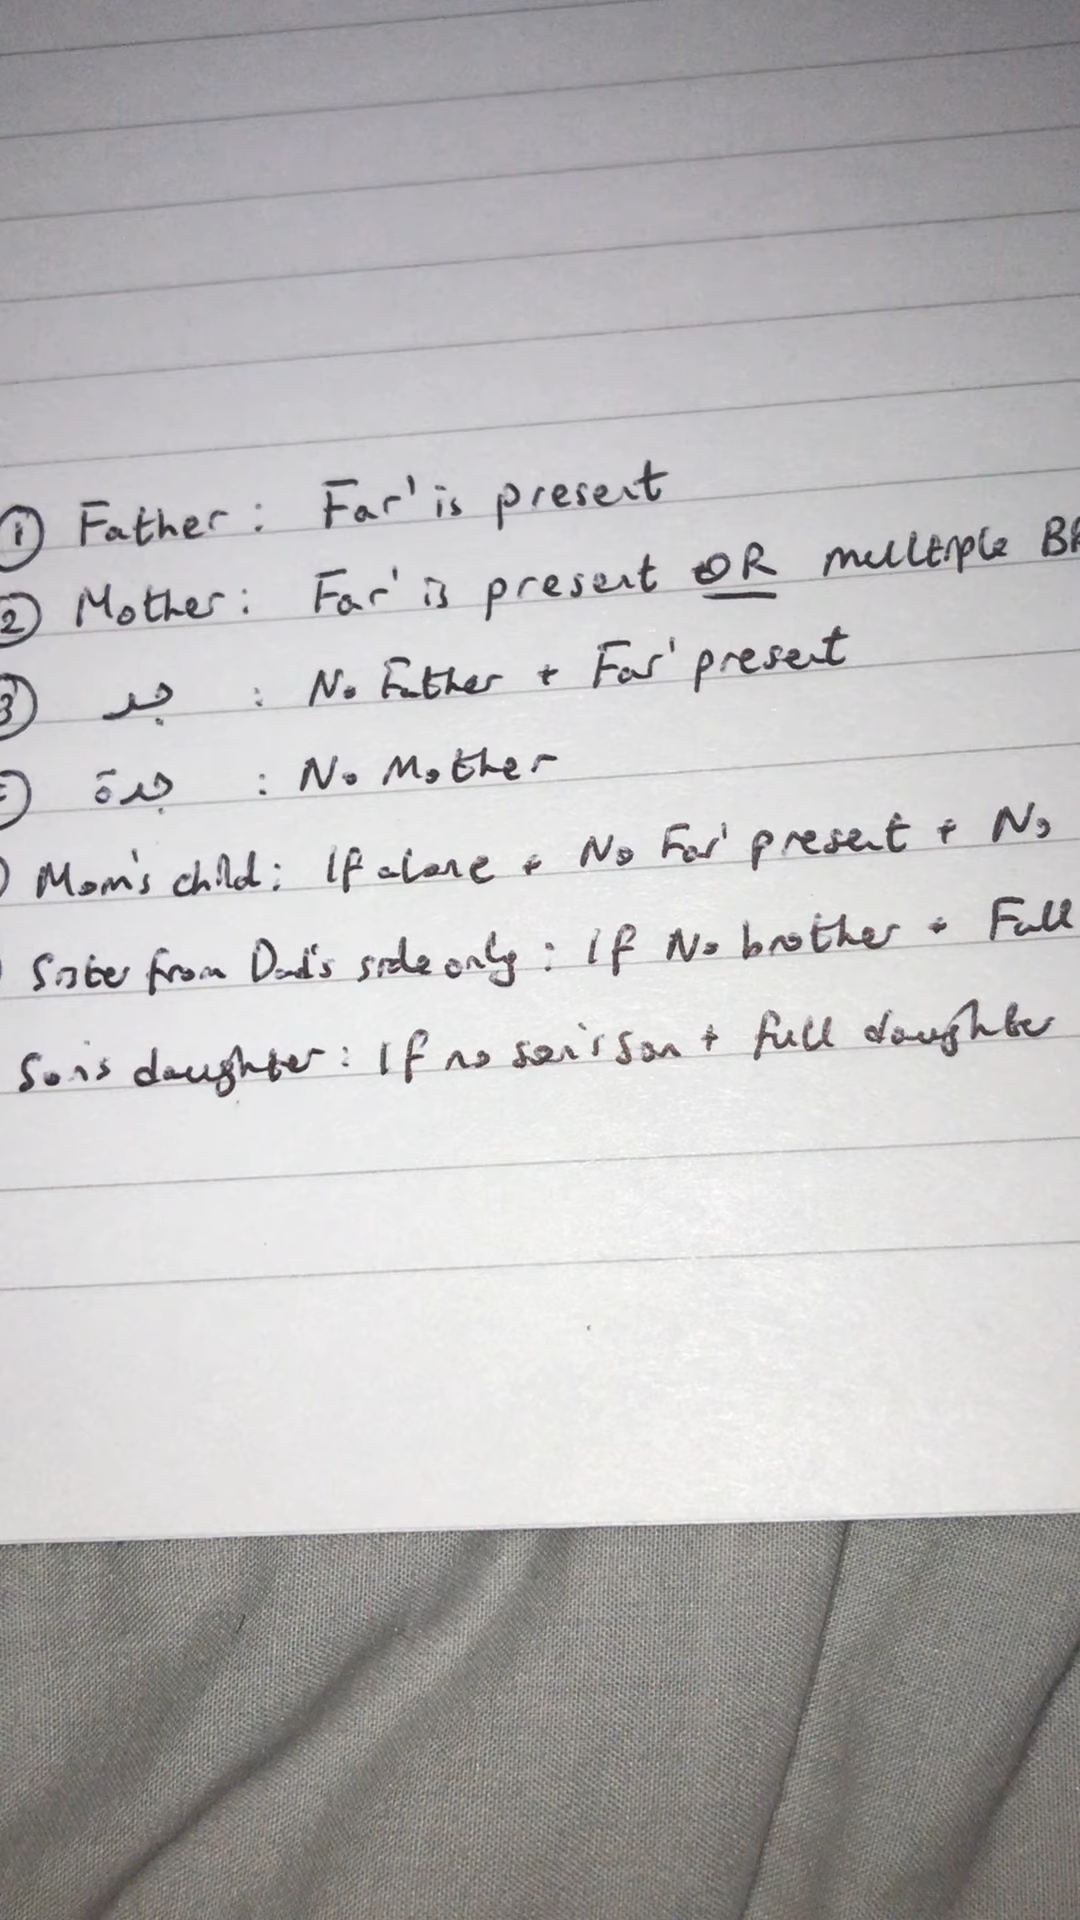 ① Father: Far' is present
② Mother: Far' is present OR multiple
③ جد : No Father + Far' present
جدة : No Mother
Mom's child: If alone + No Far' present + No
Sister from Dad's side only: If No brother + Full
Son's daughter: If no son's son + full daughter